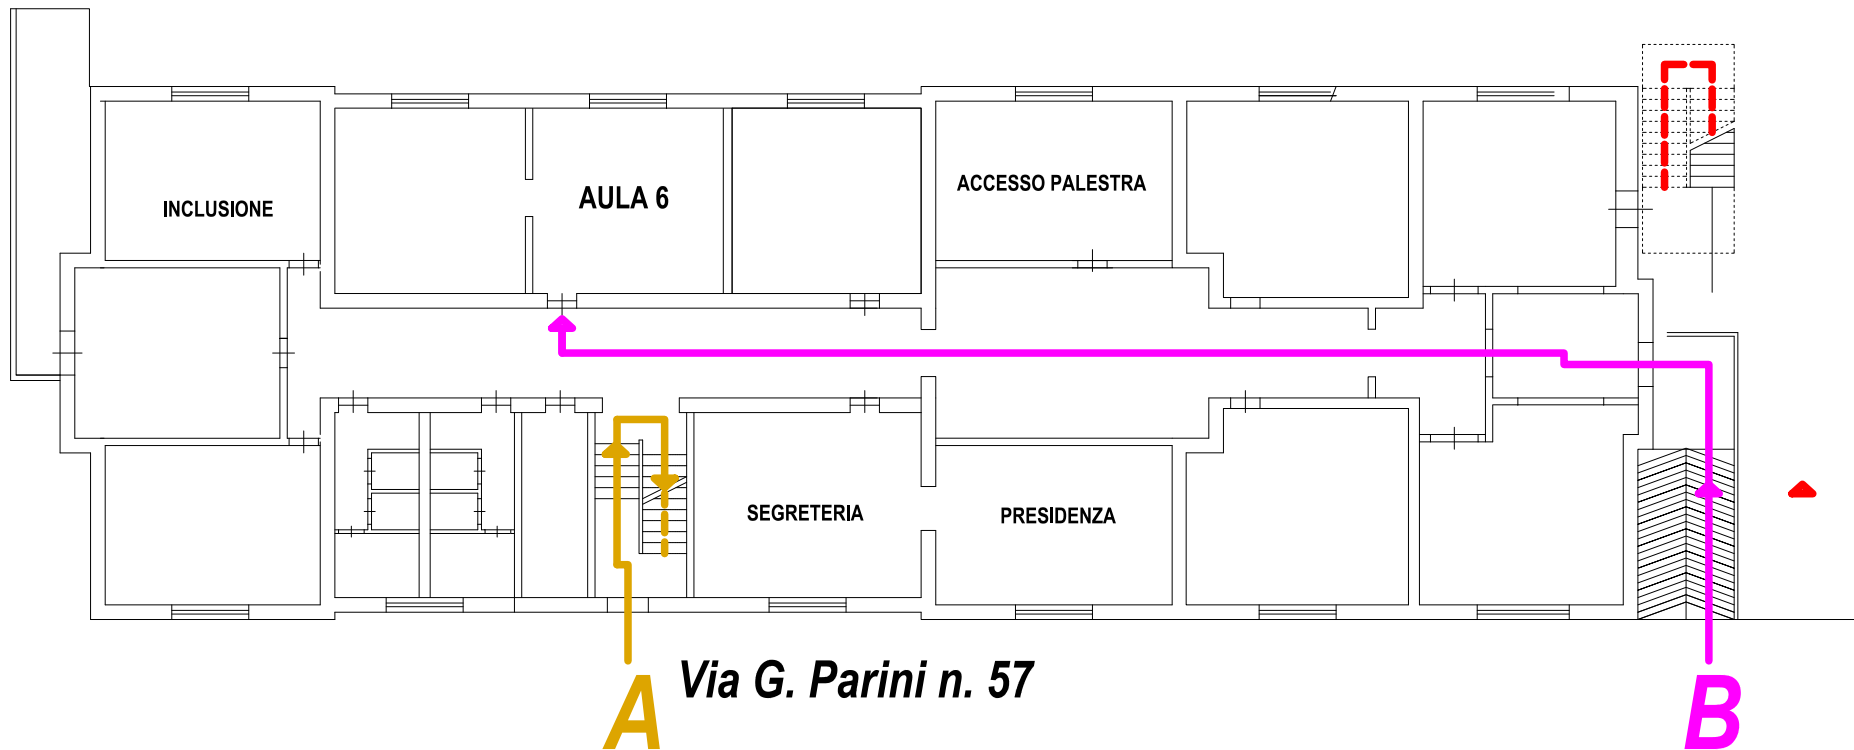 ACCESSO PALESTRA
AULA 6
INCLUSIONE
SEGRETERIA
PRESIDENZA
Via G. Parini n. 57
A
B